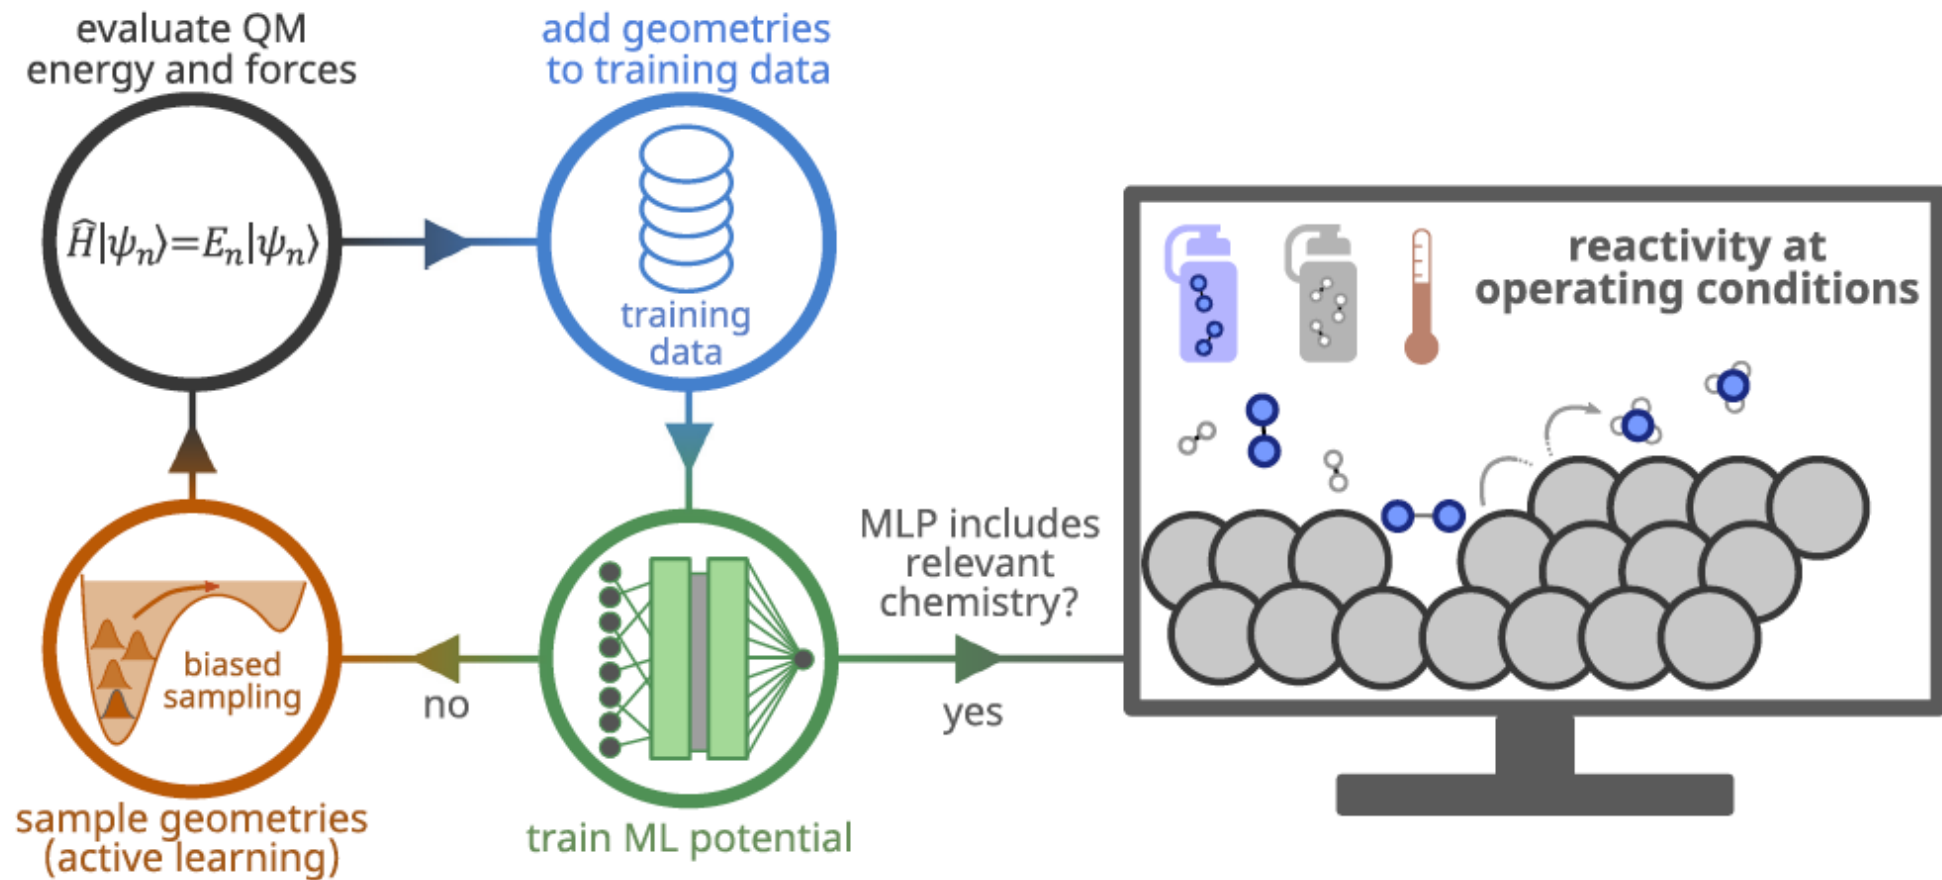 evaluate QM
energy and forces
add geometries
to training data
Ĥ|ψₙ⟩=Eₙ|ψₙ⟩
training
data
reactivity at
operating conditions
MLP includes
relevant
chemistry?
biased
sampling
no
yes
sample geometries
(active learning)
train ML potential